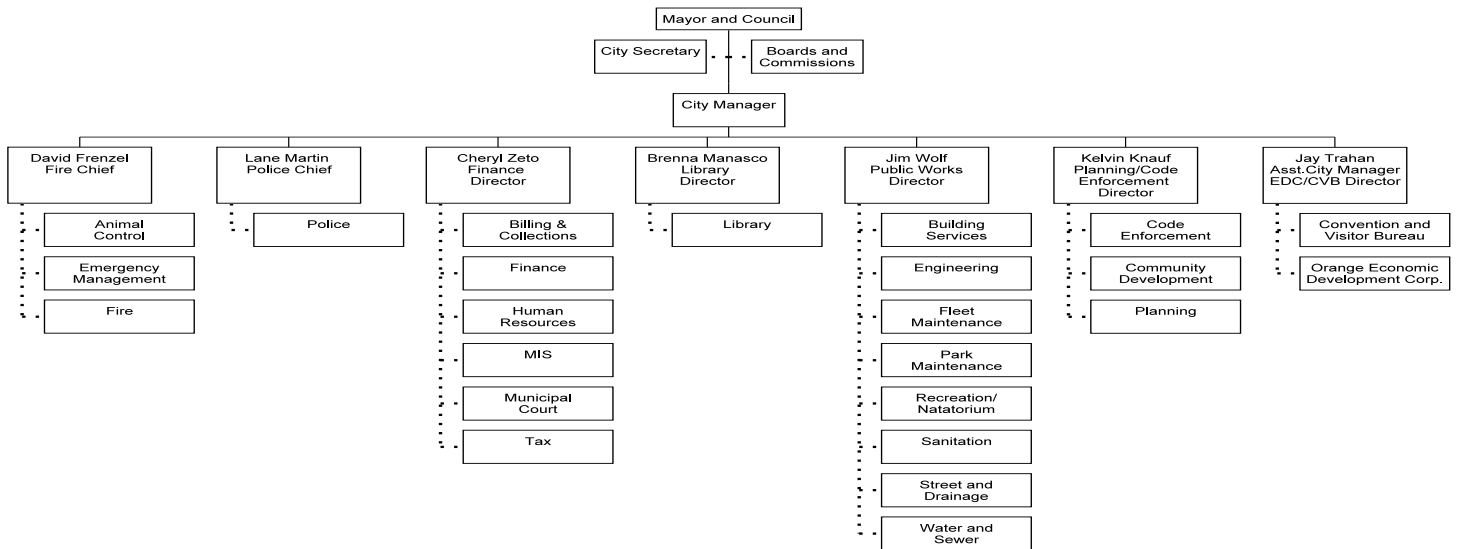 Mayor and Council
City Secretary
Boards and
Commissions
City Manager
David Frenzel
Fire Chief
Lane Martin
Police Chief
Cheryl Zeto
Finance
Director
Brenna Manasco
Library
Director
Jim Wolf
Public Works
Director
Kelvin Knauf
Planning/Code
Enforcement
Director
Jay Trahan
Asst.City Manager
EDC/CVB Director
Animal
Control
Emergency
Management
Fire
Police
Billing &
Collections
Finance
Human
Resources
MIS
Municipal
Court
Tax
Library
Building
Services
Engineering
Fleet
Maintenance
Park
Maintenance
Recreation/
Natatorium
Sanitation
Street and
Drainage
Water and
Sewer
Code
Enforcement
Community
Development
Planning
Convention and
Visitor Bureau
Orange Economic
Development Corp.